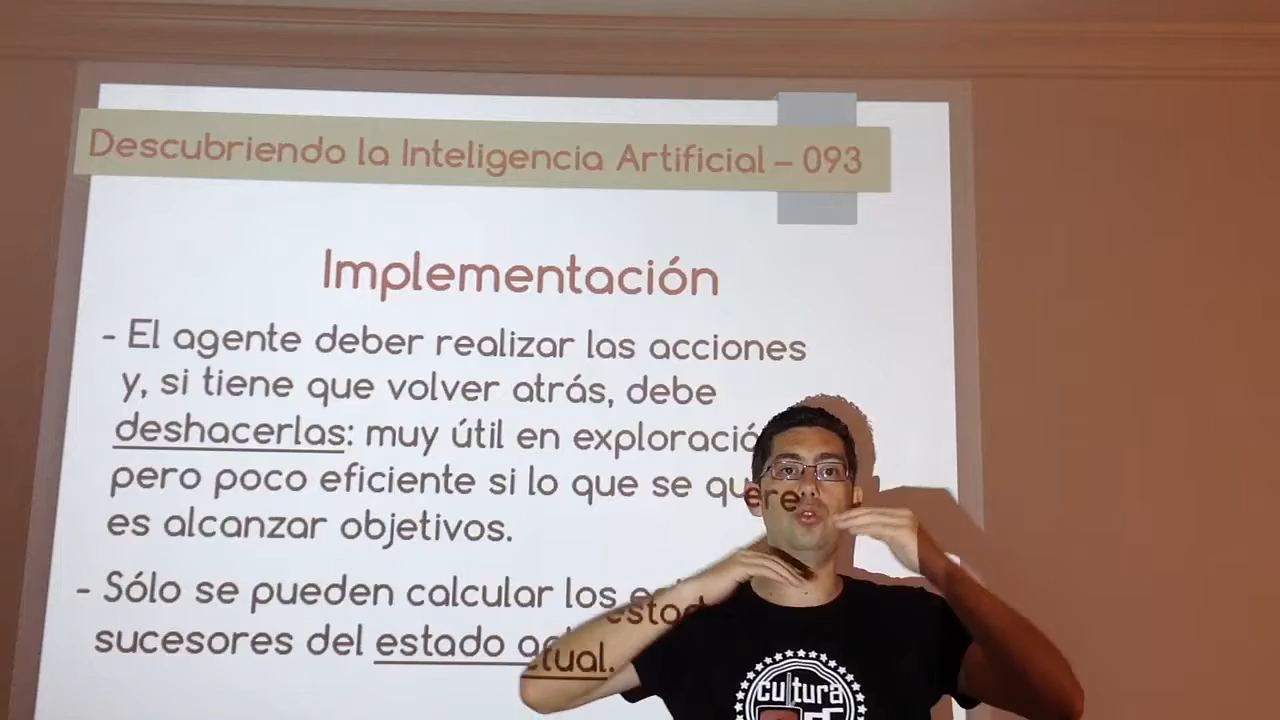 Descubriendo la Inteligencia Artificial – 093
Implementación
- El agente deber realizar las acciones
y, si tiene que volver atrás, debe
deshacerlas: muy útil en exploració
pero poco eficiente si lo que se quere
es alcanzar objetivos.
- Sólo se pueden calcular los estad
sucesores del estado actual.
cultura